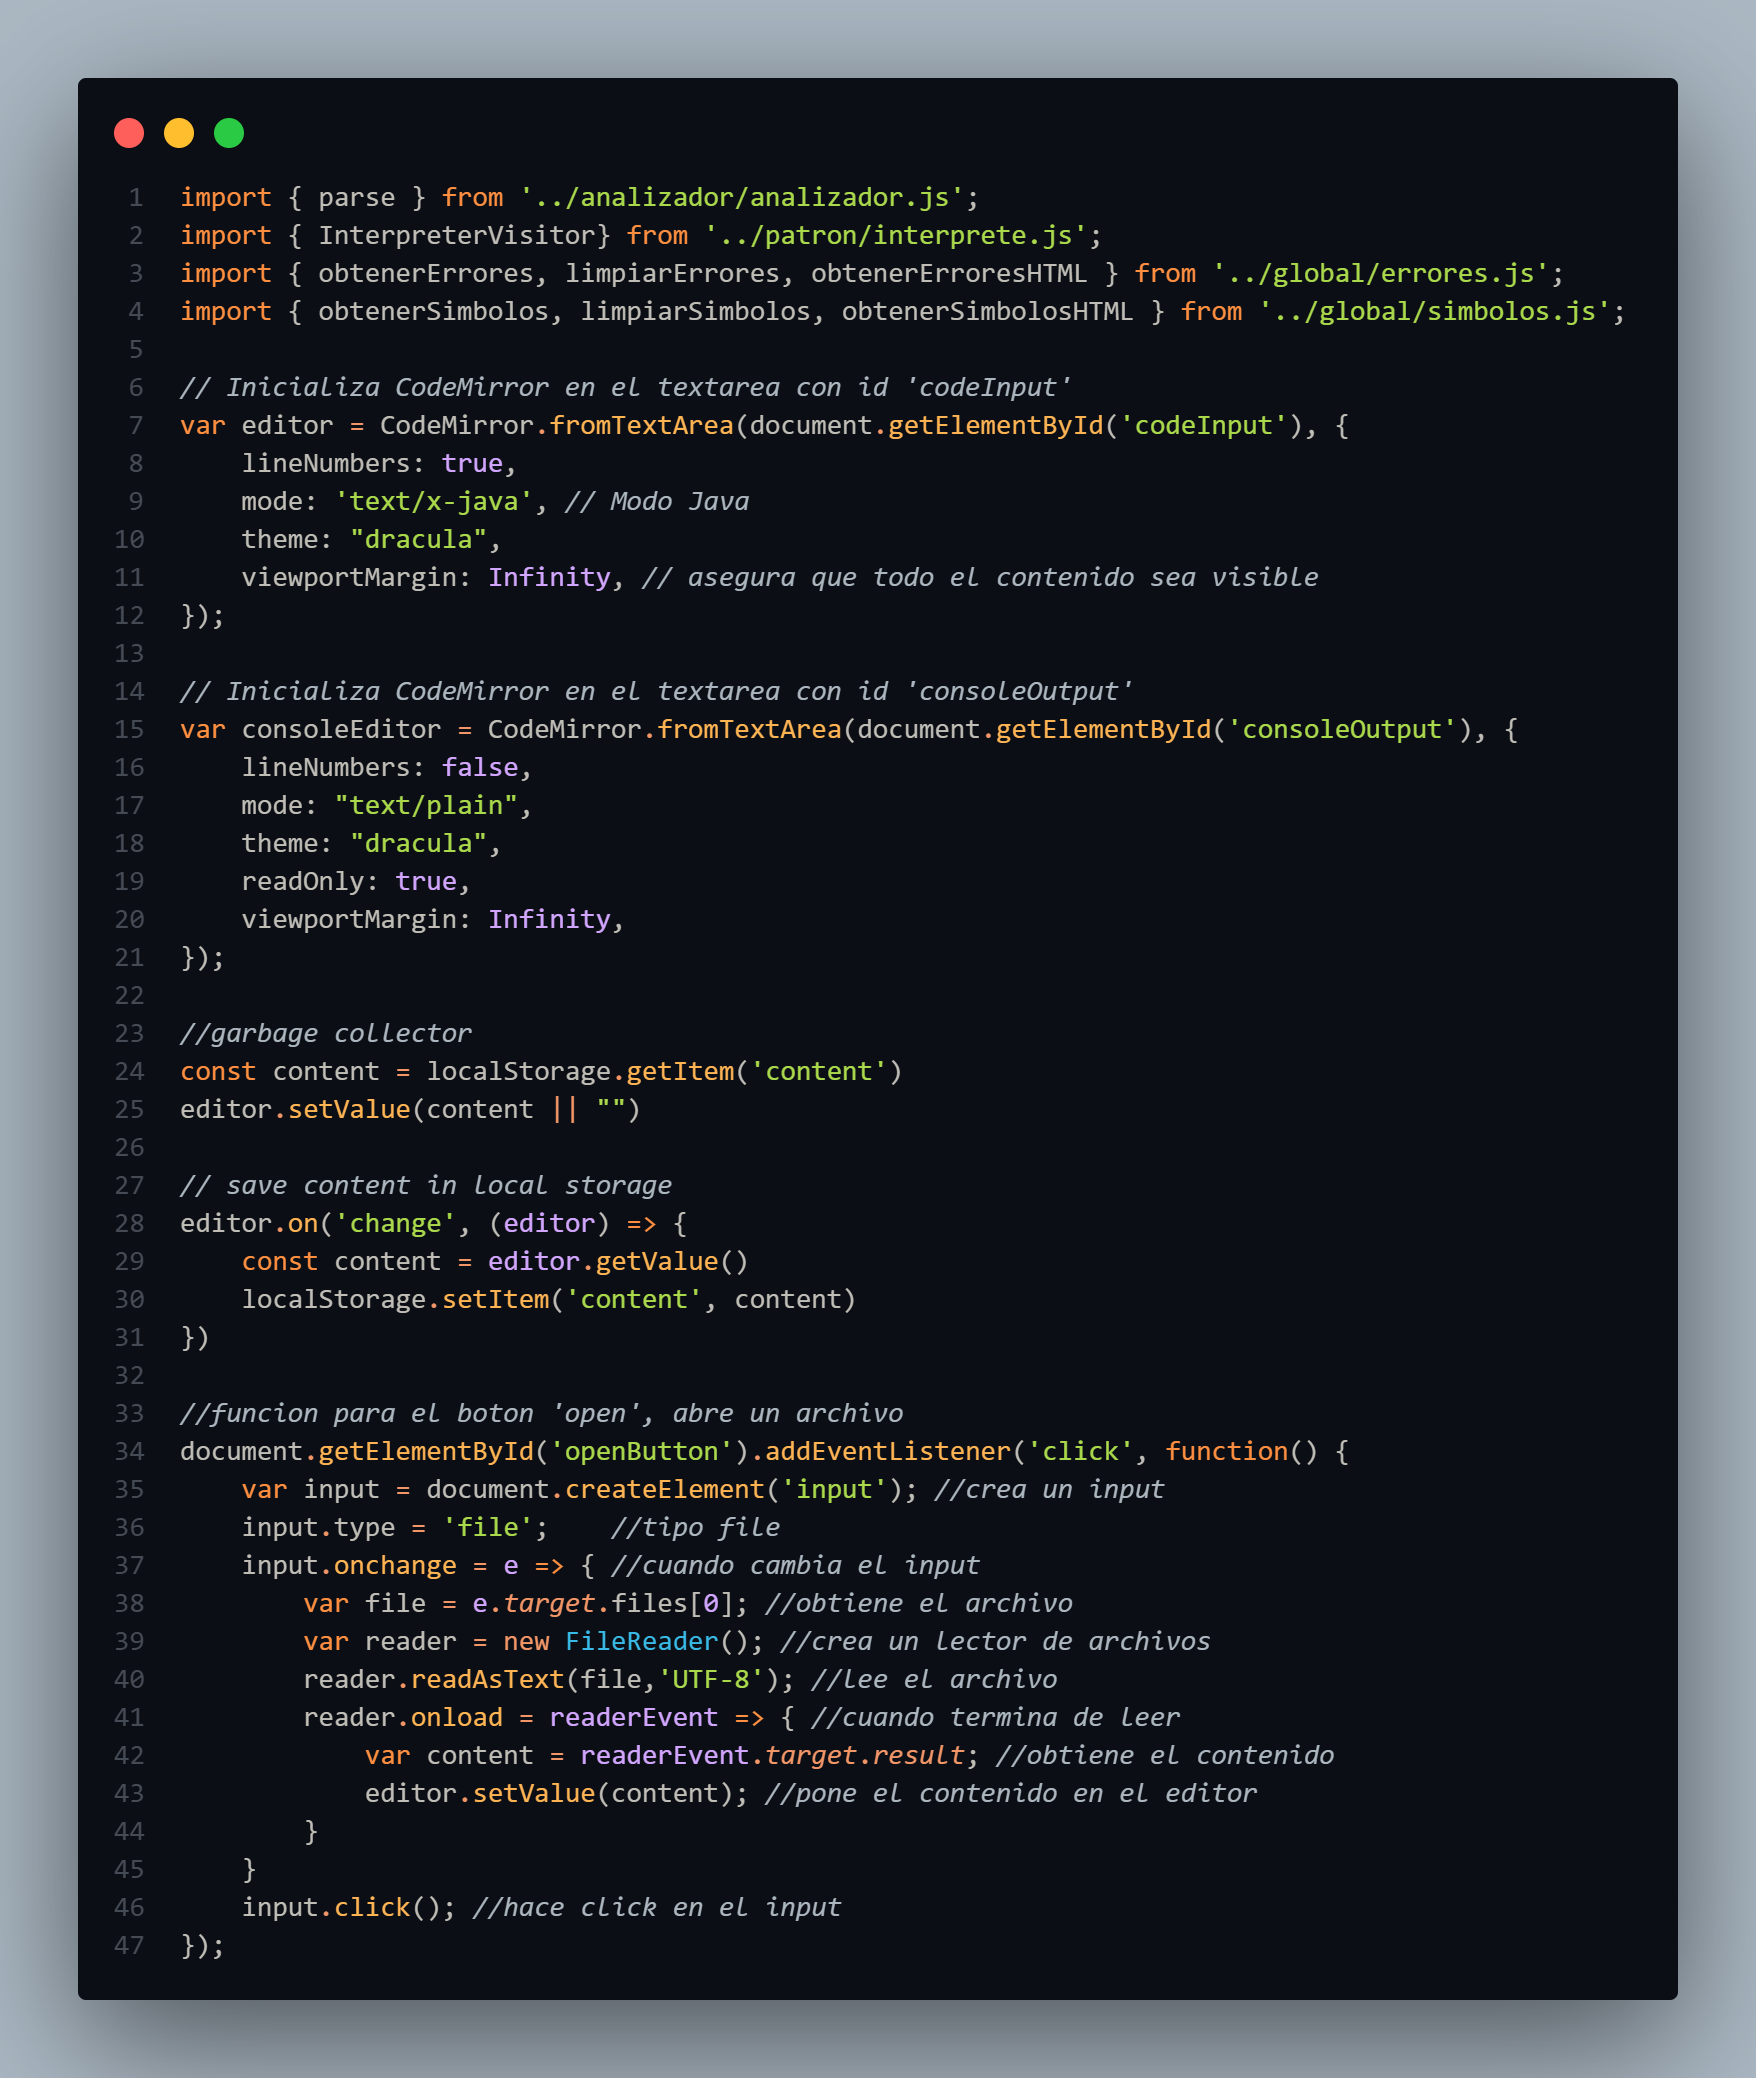 1 import { parse } from '../analizador/analizador.js';
2 import { InterpreterVisitor} from '../patron/interprete.js';
3 import { obtenerErrores, limpiarErrores, obtenerErroresHTML } from '../global/errores.js';
4 import { obtenerSimbolos, limpiarSimbolos, obtenerSimbolosHTML } from '../global/simbolos.js';
5
6 // Inicializa CodeMirror en el textarea con id 'codeInput'
7 var editor = CodeMirror.fromTextArea(document.getElementById('codeInput'), {
8     lineNumbers: true,
9     mode: 'text/x-java', // Modo Java
10     theme: "dracula",
11     viewportMargin: Infinity, // asegura que todo el contenido sea visible
12 });
13
14 // Inicializa CodeMirror en el textarea con id 'consoleOutput'
15 var consoleEditor = CodeMirror.fromTextArea(document.getElementById('consoleOutput'), {
16     lineNumbers: false,
17     mode: "text/plain",
18     theme: "dracula",
19     readOnly: true,
20     viewportMargin: Infinity,
21 });
22
23 //garbage collector
24 const content = localStorage.getItem('content')
25 editor.setValue(content || "")
26
27 // save content in local storage
28 editor.on('change', (editor) => {
29     const content = editor.getValue()
30     localStorage.setItem('content', content)
31 })
32
33 //funcion para el boton 'open', abre un archivo
34 document.getElementById('openButton').addEventListener('click', function() {
35     var input = document.createElement('input'); //crea un input
36     input.type = 'file';    //tipo file
37     input.onchange = e => { //cuando cambia el input
38         var file = e.target.files[0]; //obtiene el archivo
39         var reader = new FileReader(); //crea un lector de archivos
40         reader.readAsText(file,'UTF-8'); //lee el archivo
41         reader.onload = readerEvent => { //cuando termina de leer
42             var content = readerEvent.target.result; //obtiene el contenido
43             editor.setValue(content); //pone el contenido en el editor
44         }
45     }
46     input.click(); //hace click en el input
47 });